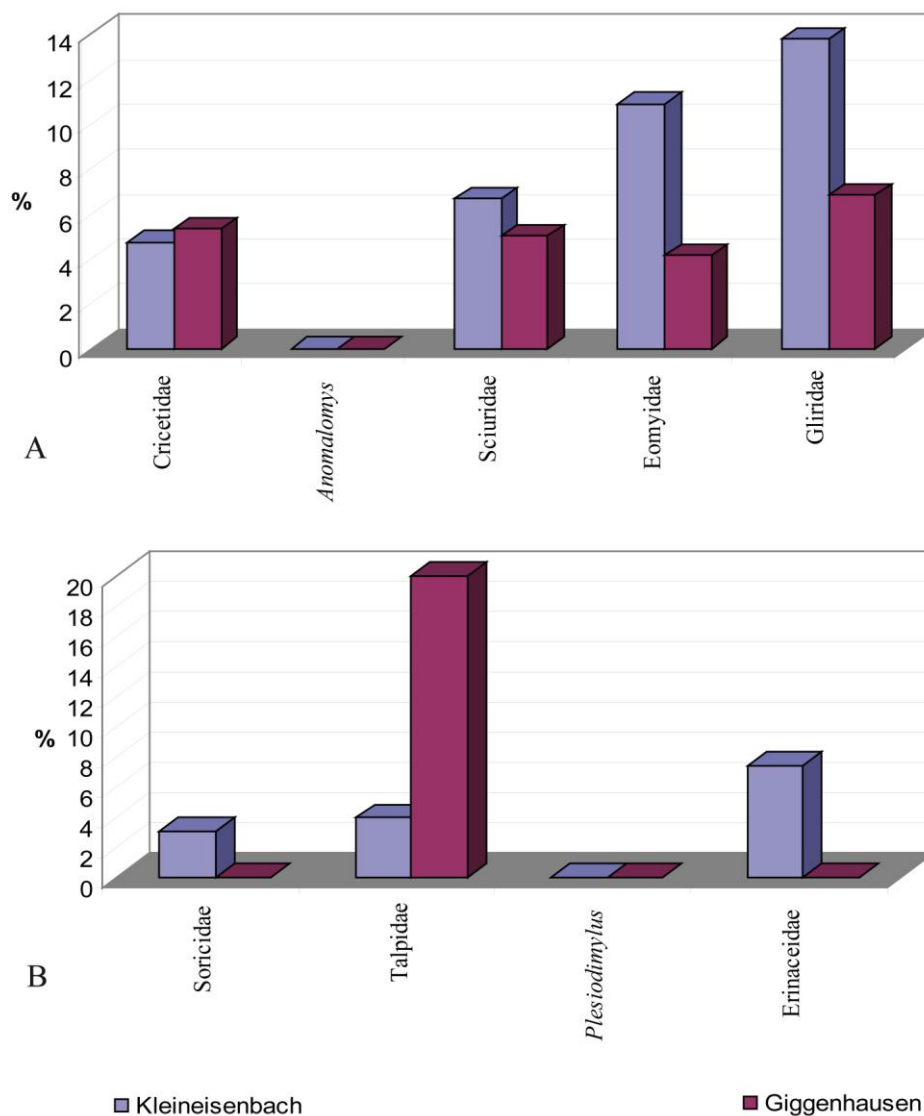 14
12
10
8
%
6
4
2
0
Cricetidae
Anomalomys
Sciuridae
Eomyidae
Gliridae
A
20
18
16
14
12
%
10
8
6
4
2
0
Soricidae
Talpidae
Plesiodimylus
Erinaceidae
B
Kleineisenbach Giggenhausen